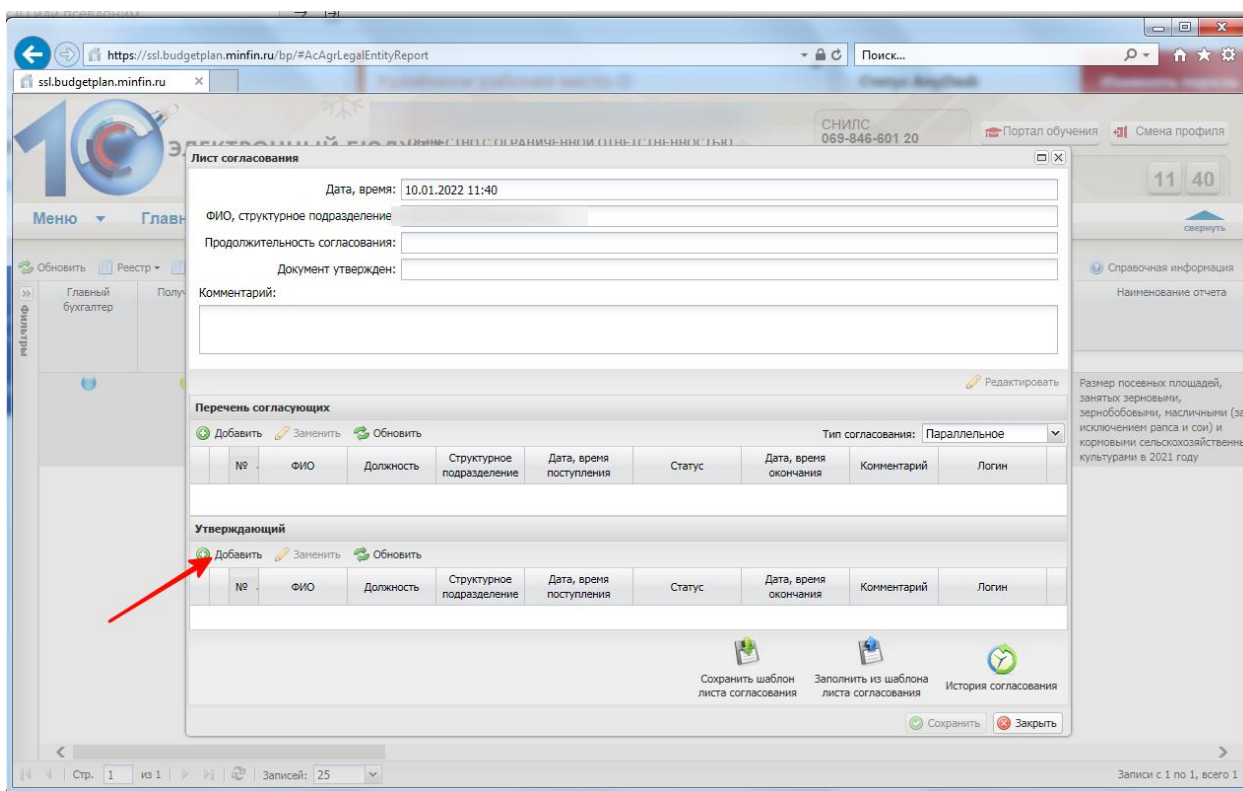 https://ssl.budgetplan.minfin.ru/bp/#AcAgrLegalEntityReport
Поиск...
ssl.budgetplan.minfin.ru
СНИЛС
069-846-601 20
Портал обучения
Смена профиля
Лист согласования
11 40
Дата, время: 10.01.2022 11:40
Меню
ФИО, структурное подразделение
свернуть
Продолжительность согласования:
Обновить Реестр
Документ утвержден:
Справочная информация
Главный
бухгалтер
Комментарий:
Наименование отчета
Фильтры
Редактировать
Размер посевных площадей,
занятых зерновыми,
зернобобовыми, масличными (за
исключением рапса и сои) и
кормовыми сельскохозяйственны
культурами в 2021 году
Перечень согласующих
Добавить Заменить Обновить Тип согласования: Параллельное
№ ФИО Должность Структурное подразделение Дата, время поступления Статус Дата, время окончания Комментарий Логин
Утверждающий
Добавить Заменить Обновить
№ ФИО Должность Структурное подразделение Дата, время поступления Статус Дата, время окончания Комментарий Логин
Сохранить шаблон листа согласования
Заполнить из шаблона листа согласования
История согласования
Сохранить Закрыть
Стр. 1 из 1 Записей: 25 Записи с 1 по 1, всего 1